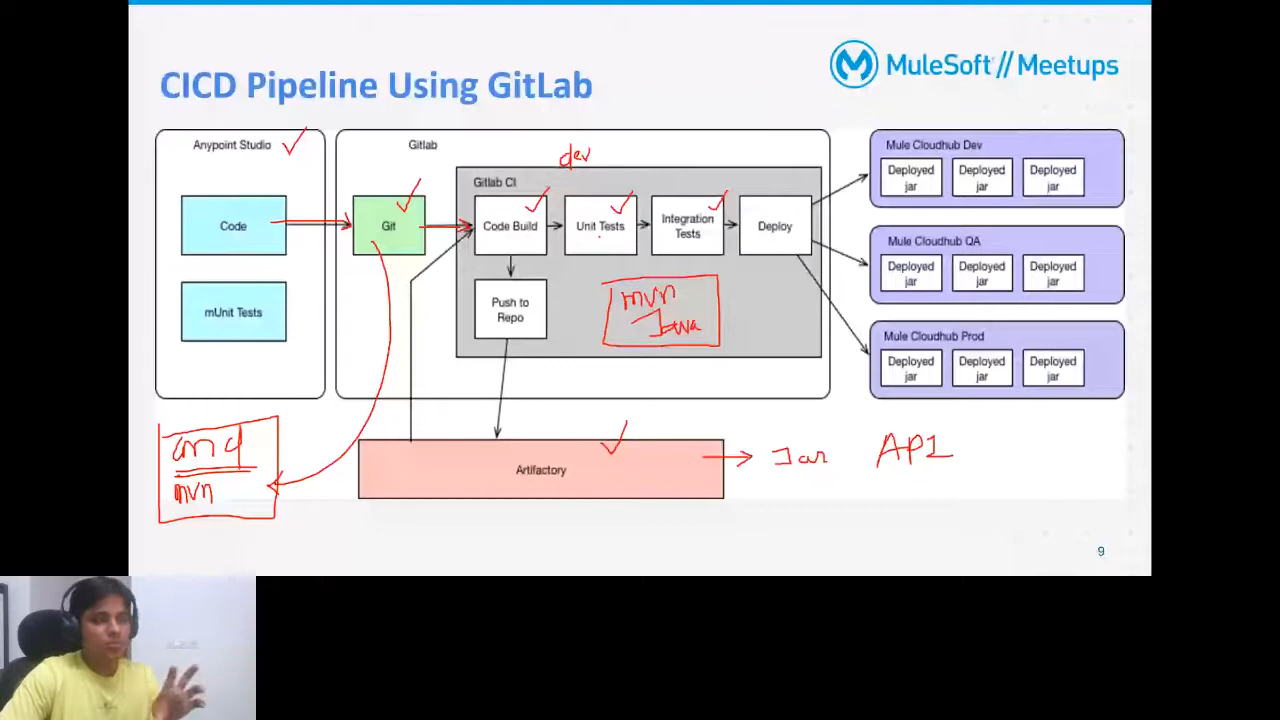 CICD Pipeline Using GitLab
MuleSoft // Meetups
Anypoint Studio
Code
mUnit Tests
Gitlab
Git
dev
Gitlab CI
Code Build
Unit Tests
Integration
Tests
Deploy
Push to
Repo
mvn
Java
Mule Cloudhub Dev
Deployed
jar
Deployed
jar
Deployed
jar
Mule Cloudhub QA
Deployed
jar
Deployed
jar
Deployed
jar
Mule Cloudhub Prod
Deployed
jar
Deployed
jar
Deployed
jar
cmd
mvn
Artifactory
Jar
API
9